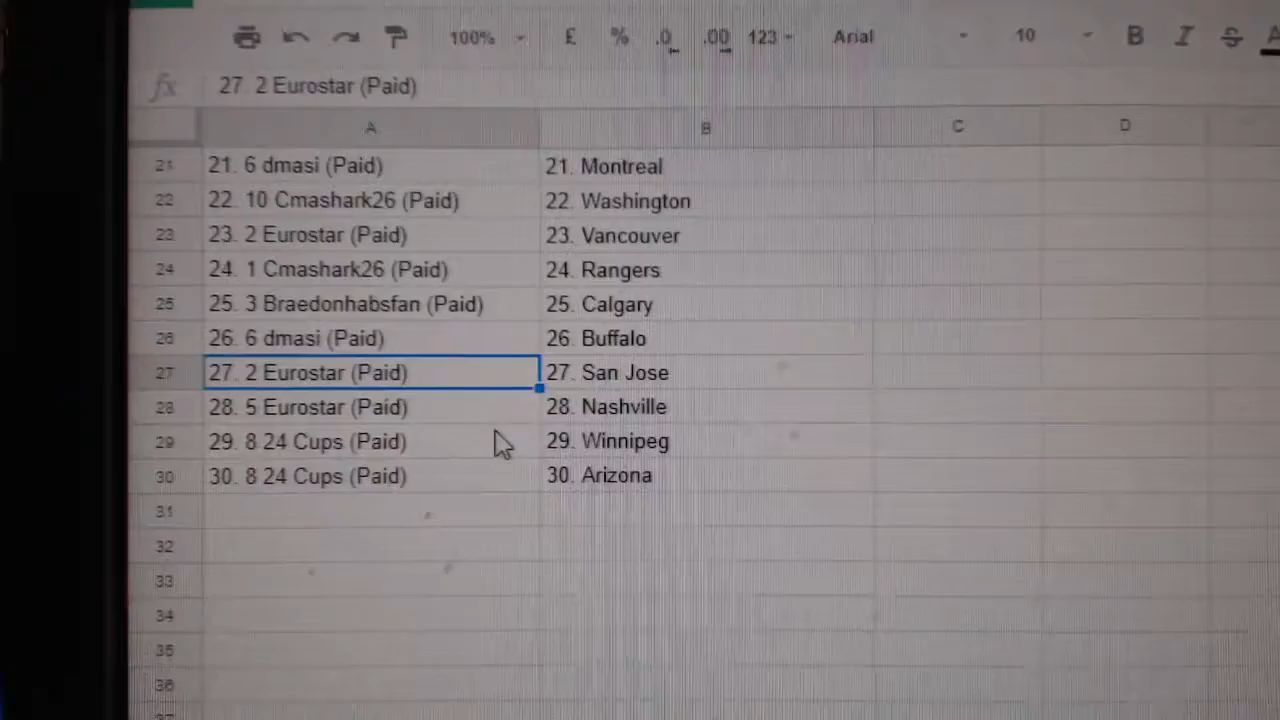 100% £ % .0 .00 123 Arial 10 B I S A
fx 27. 2 Eurostar (Paid)
A B C D
21 21. 6 dmasi (Paid) 21. Montreal
22 22. 10 Cmashark26 (Paid) 22. Washington
23 23. 2 Eurostar (Paid) 23. Vancouver
24 24. 1 Cmashark26 (Paid) 24. Rangers
25 25. 3 Braedonhabsfan (Paid) 25. Calgary
26 26. 6 dmasi (Paid) 26. Buffalo
27 27. 2 Eurostar (Paid) 27. San Jose
28 28. 5 Eurostar (Paid) 28. Nashville
29 29. 8 24 Cups (Paid) 29. Winnipeg
30 30. 8 24 Cups (Paid) 30. Arizona
31
32
33
34
35
36
37